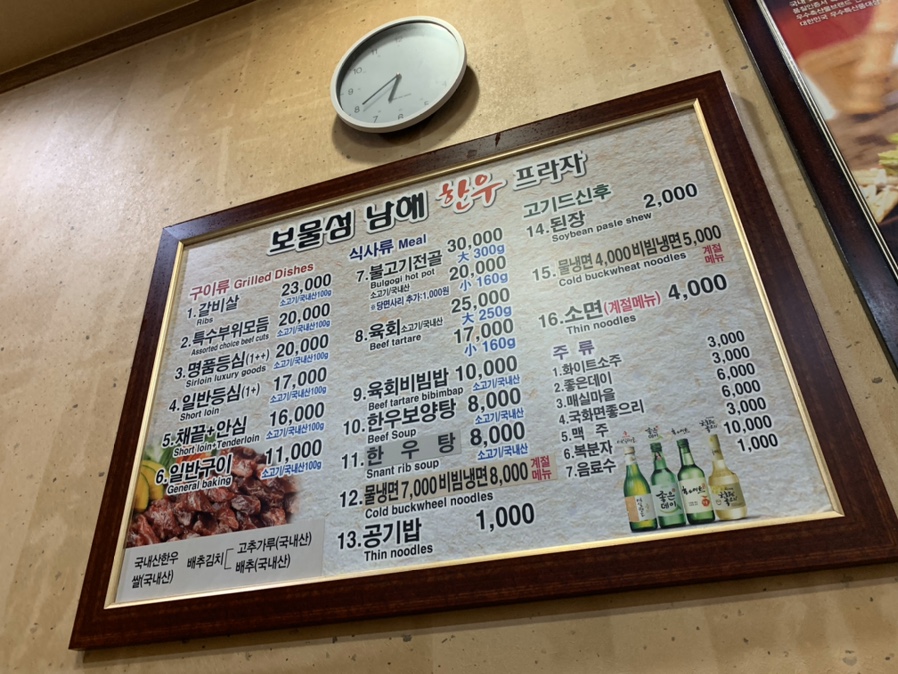 보물섬 남해 한우 프라자
구이류 Grilled Dishes
1. 갈비살 23,000
Ribs 소고기/국내산100g
2. 특수부위모듬 20,000
Assorted choice beef cuts 소고기/국내산100g
3. 명품등심(1++) 20,000
Sirloin luxury goods 소고기/국내산100g
4. 일반등심(1+) 17,000
Short loin 소고기/국내산100g
5. 채끝+안심 16,000
Short loin+Tenderloin 소고기/국내산100g
6. 일반구이 11,000
General baking 소고기/국내산100g
국내산한우
쌀(국내산)
배추김치
고추가루(국내산)
배추(국내산)
식사류 Meal
7. 불고기전골 30,000
Bulgogi hot pot 大 300g
소고기/국내산 20,000
※ 당면사리 추가:1,000원 小 160g
8. 육회 소고기/국내산 25,000
Beef tartare 大 250g
17,000
小 160g
9. 육회비빔밥 10,000
Beef tartare bibimbap 소고기/국내산
10. 한우보양탕 8,000
Beef Soup 소고기/국내산
11. 한우탕 8,000
Snant rib soup 소고기/국내산
12. 물냉면 7,000 비빔냉면 8,000 계절메뉴
Cold buckwheel noodles
13. 공기밥 1,000
Thin noodles
고기드신후
14. 된장 2,000
Soybean pasle shew
15. 물냉면 4,000 비빔냉면 5,000 계절메뉴
Cold buckwheat noodles
16. 소면(계절메뉴) 4,000
Thin noodles
주 류
1.화이트소주 3,000
2.좋은데이 3,000
3.매실마을 6,000
4.국화면좋으리 6,000
5.맥 주 3,000
6.복분자 10,000
7.음료수 1,000
좋은데이